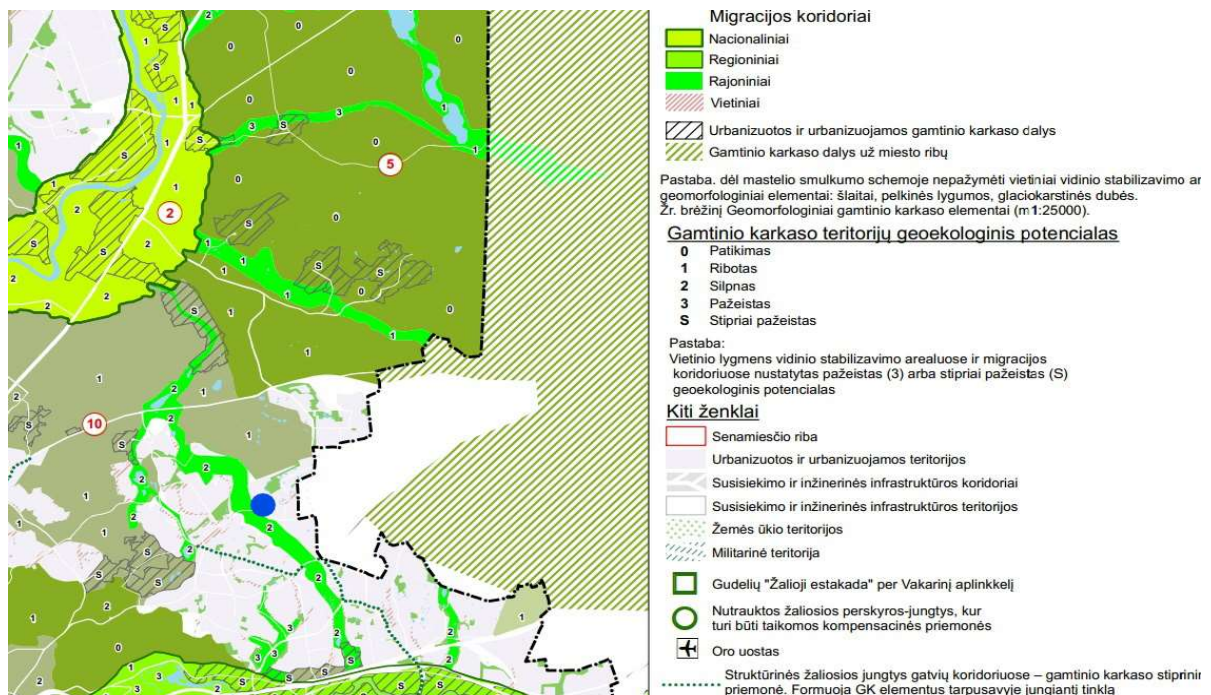 Migracijos koridoriai
Nacionaliniai
Regioniniai
Rajoniniai
Vietiniai
Urbanizuotos ir urbanizuojamos gamtinio karkaso dalys
Gamtinio karkaso dalys už miesto ribų
Pastaba. dėl mastelio smulkumo schemoje nepažymėti vietiniai vidinio stabilizavimo ar
geomorfologiniai elementai: šlaitai, pelkinės lygumos, glaciokarstinės dubės.
Žr. brėžinį Geomorfologiniai gamtinio karkaso elementai (m1:25000).
Gamtinio karkaso teritorijų geoekologinis potencialas
0 Patikimas
1 Ribotas
2 Silpnas
3 Pažeistas
S Stipriai pažeistas
Pastaba:
Vietinio lygmens vidinio stabilizavimo arealuose ir migracijos
koridoriuose nustatytas pažeistas (3) arba stipriai pažeistas (S)
geoekologinis potencialas
Kiti ženklai
Senamiesčio riba
Urbanizuotos ir urbanizuojamos teritorijos
Susisiekimo ir inžinerinės infrastruktūros koridoriai
Susisiekimo ir inžinerinės infrastruktūros teritorijos
Žemės ūkio teritorijos
Militarinė teritorija
Gudelių "Žalioji estakada" per Vakarinį aplinkkelį
Nutrauktos žaliosios perskyros-jungtys, kur
turi būti taikomos kompensacinės priemonės
Oro uostas
Struktūrinės žaliosios jungtys gatvių koridoriuose – gamtinio karkaso stiprinir
priemonė. Formuoja GK elementus tarpusavyje jungiantį tinklą
5
2
10